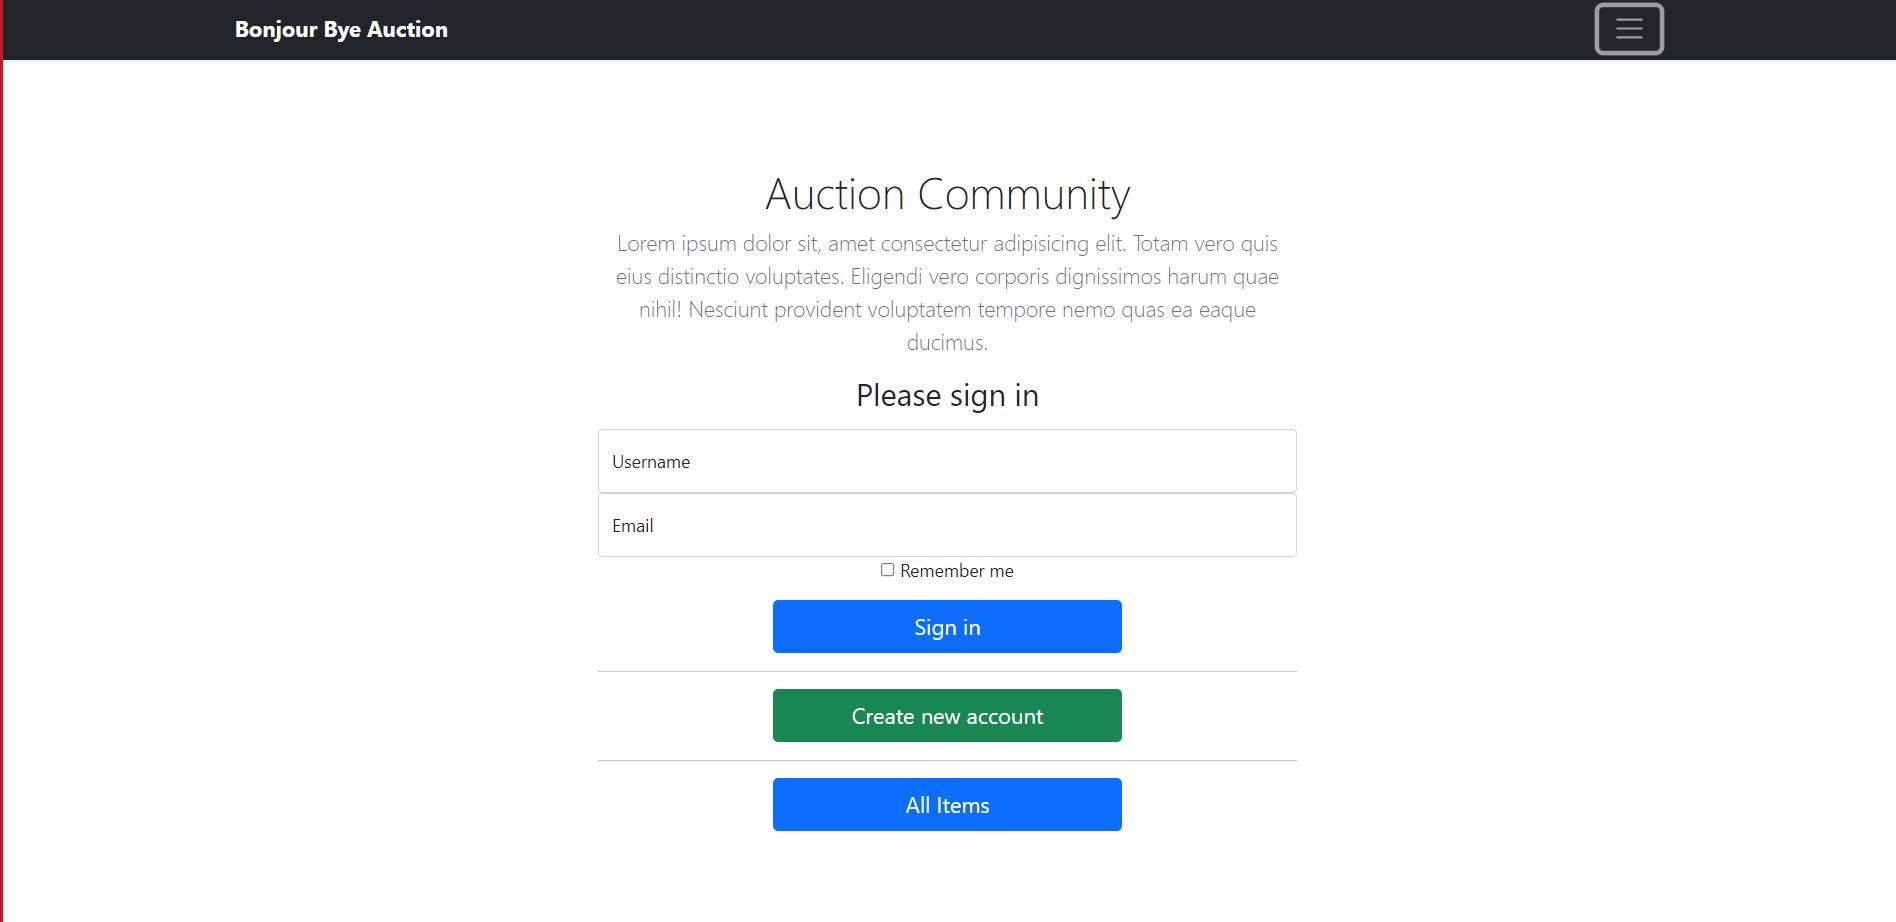 Bonjour Bye Auction
Auction Community
Lorem ipsum dolor sit, amet consectetur adipisicing elit. Totam vero quis
eius distinctio voluptates. Eligendi vero corporis dignissimos harum quae
nihil! Nesciunt provident voluptatem tempore nemo quas ea eaque
ducimus.
Please sign in
Username
Email
Remember me
Sign in
Create new account
All Items